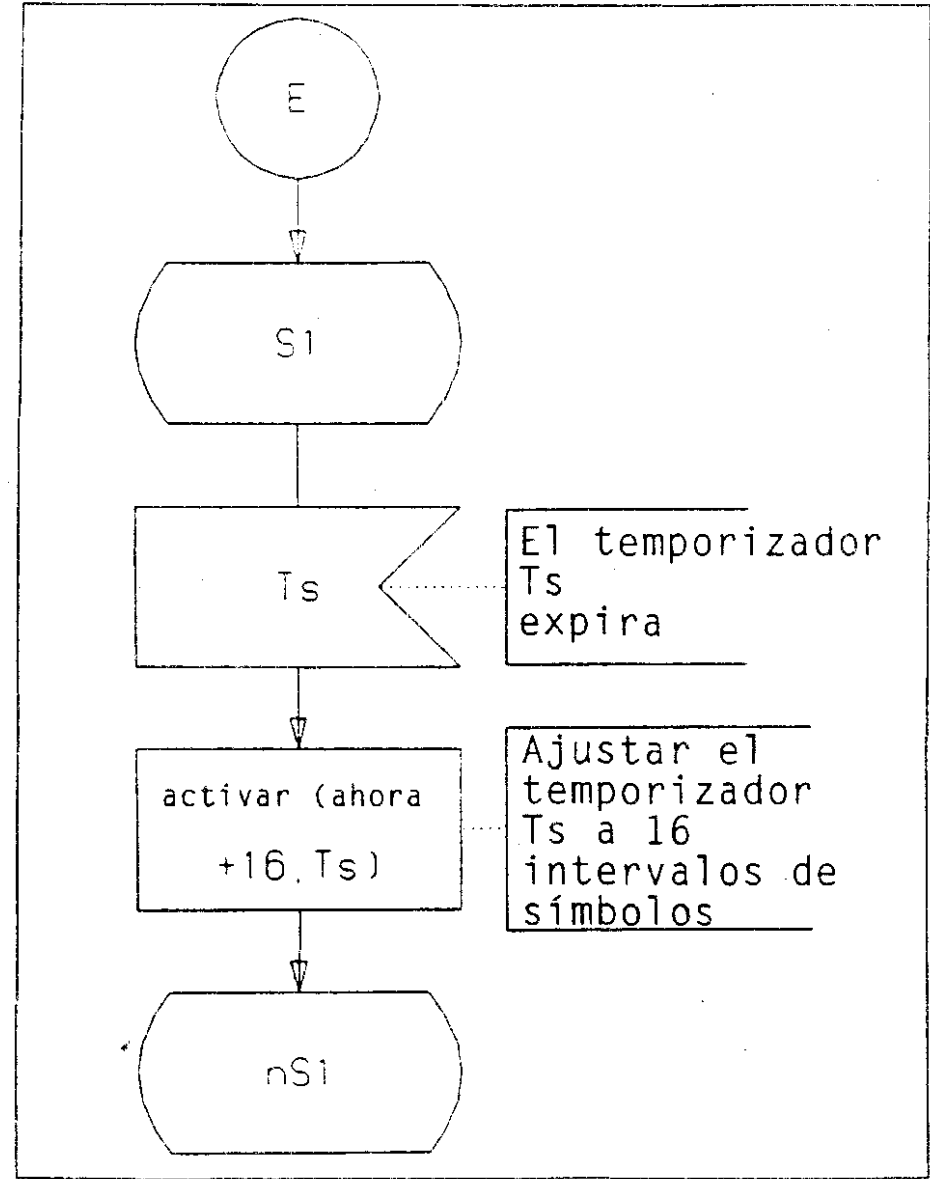 E
S1
Ts
El temporizador
Ts
expira
activar (ahora
+16,Ts)
Ajustar el
temporizador
Ts a 16
intervalos de
símbolos
nS1